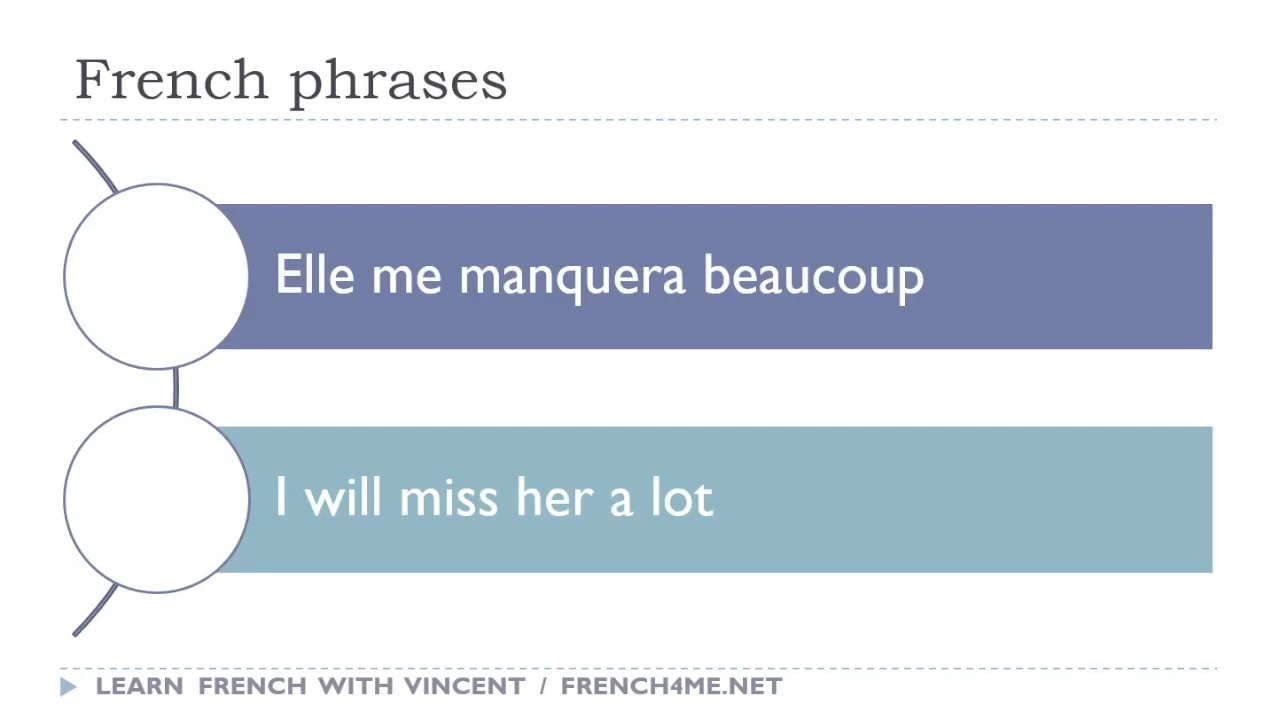 French phrases
Elle me manquera beaucoup
I will miss her a lot
LEARN FRENCH WITH VINCENT / FRENCH4ME.NET